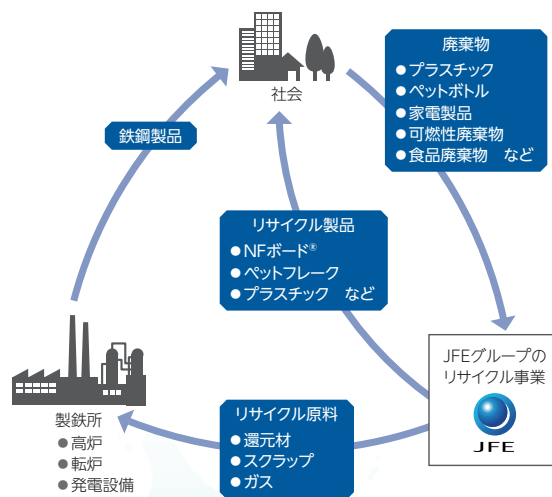 廃棄物
●プラスチック
●ペットボトル
●家電製品
●可燃性廃棄物
●食品廃棄物 など
社会
鉄鋼製品
リサイクル製品
●NFボード®
●ペットフレーク
●プラスチック など
JFEグループの
リサイクル事業
JFE
製鉄所
●高炉
●転炉
●発電設備
リサイクル原料
●還元材
●スクラップ
●ガス